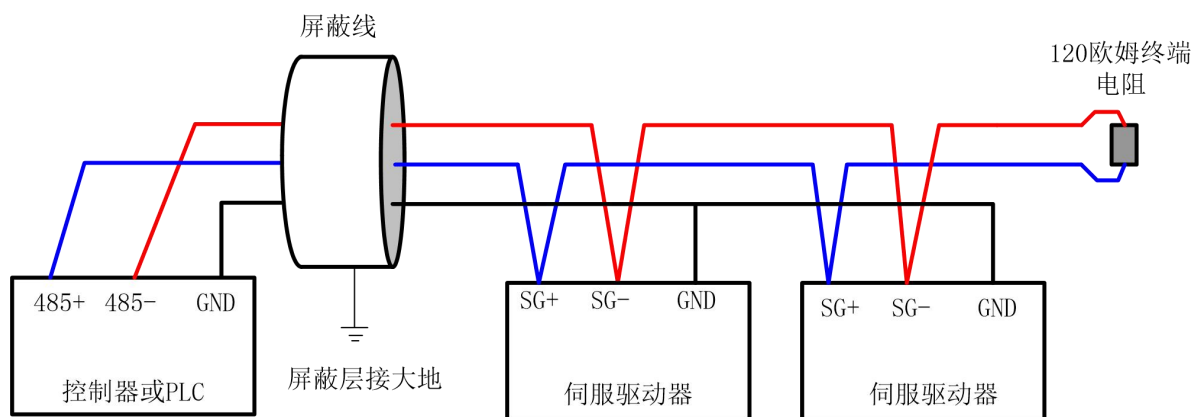 屏蔽线
120欧姆终端
电阻
485+ 485- GND
控制器或PLC
屏蔽层接大地
SG+ SG- GND
伺服驱动器
SG+ SG- GND
伺服驱动器